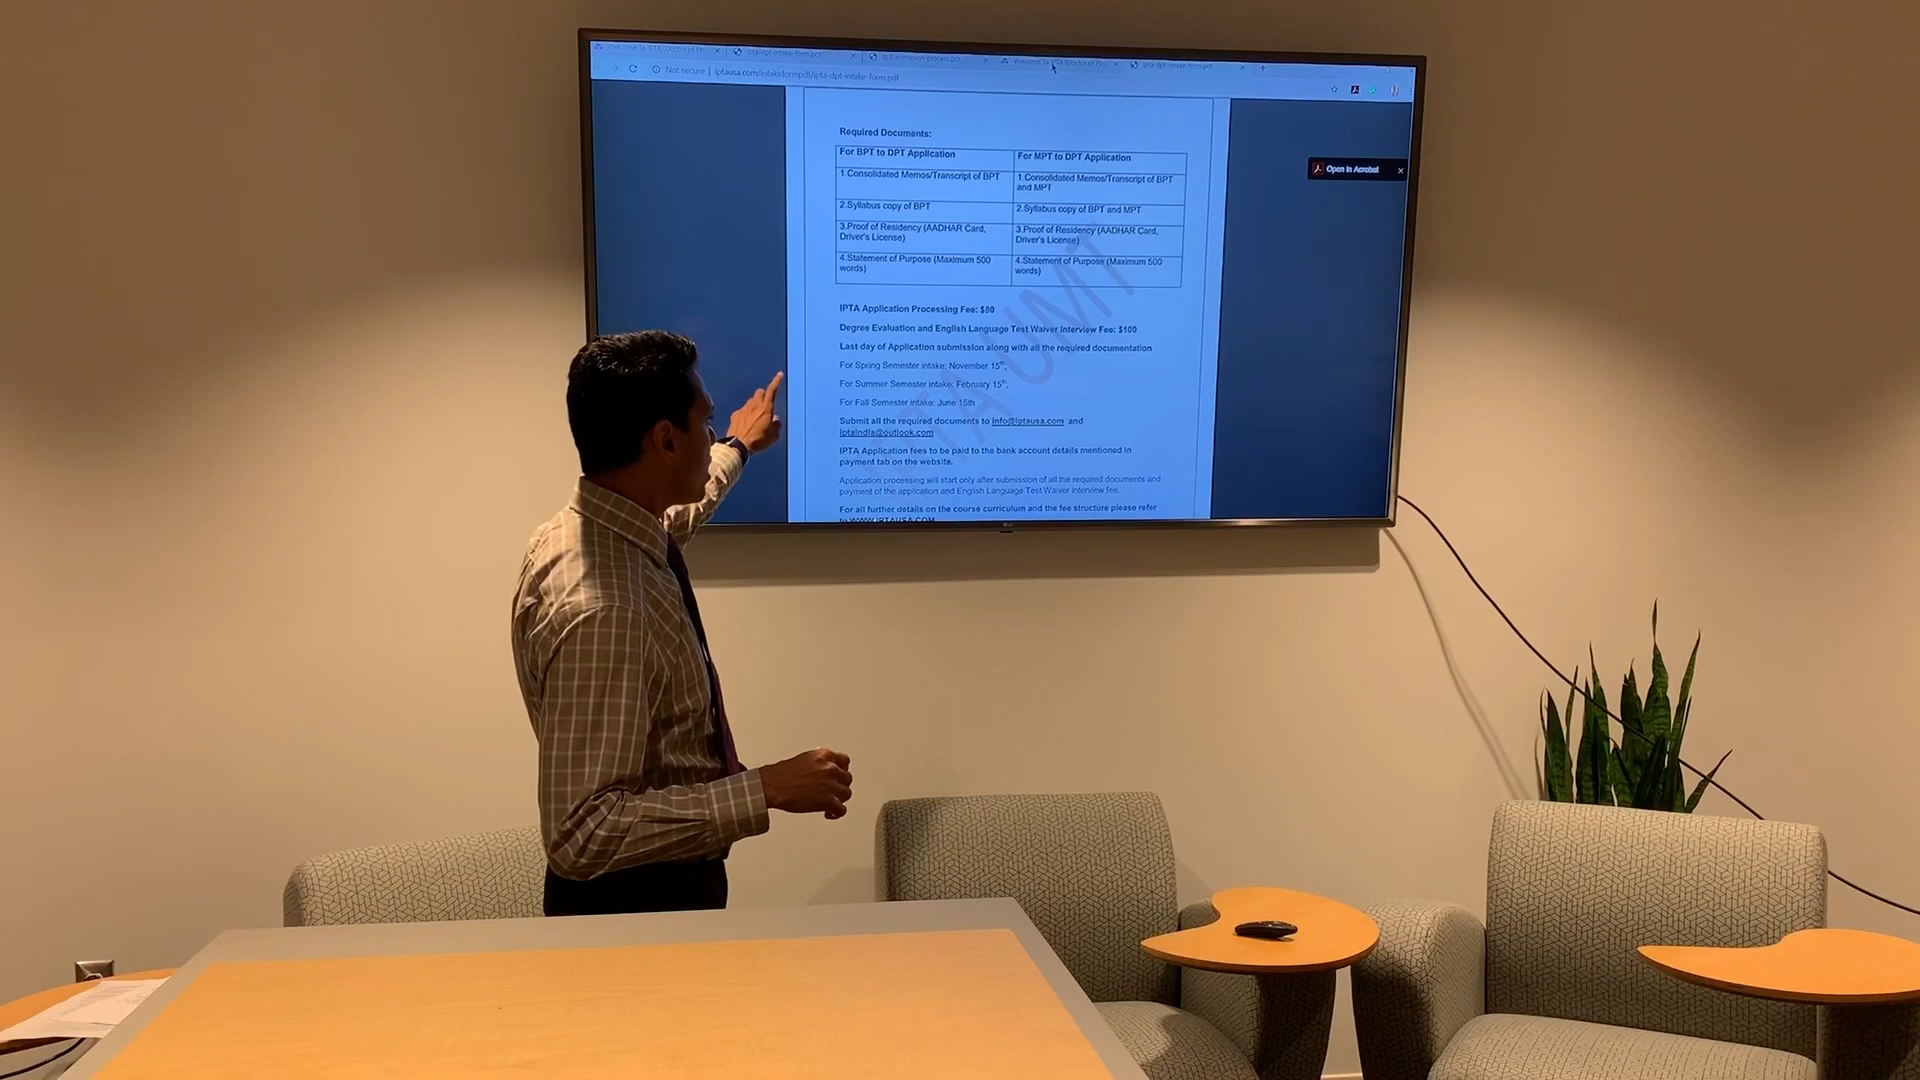 Not secure | iptausa.com/intakeformpdf/ipta-dpt-intake-form.pdf
Open in Acrobat
Required Documents:
For BPT to DPT Application
For MPT to DPT Application
1.Consolidated Memos/Transcript of BPT
1.Consolidated Memos/Transcript of BPT
and MPT
2.Syllabus copy of BPT
2.Syllabus copy of BPT and MPT
3.Proof of Residency (AADHAR Card,
Driver's License)
3.Proof of Residency (AADHAR Card,
Driver's License)
4.Statement of Purpose (Maximum 500
words)
4.Statement of Purpose (Maximum 500
words)
IPTA Application Processing Fee: $80
Degree Evaluation and English Language Test Waiver Interview Fee: $100
Last day of Application submission along with all the required documentation
For Spring Semester intake: November 15th,
For Summer Semester intake: February 15th,
For Fall Semester intake: June 15th
Submit all the required documents to info@iptausa.com and
iptaindia@outlook.com
IPTA Application fees to be paid to the bank account details mentioned in
payment tab on the website.
Application processing will start only after submission of all the required documents and
payment of the application and English Language Test Waiver interview fee.
For all further details on the course curriculum and the fee structure please refer
to WWW.IPTAUSA.COM
IPTA UMT
LG